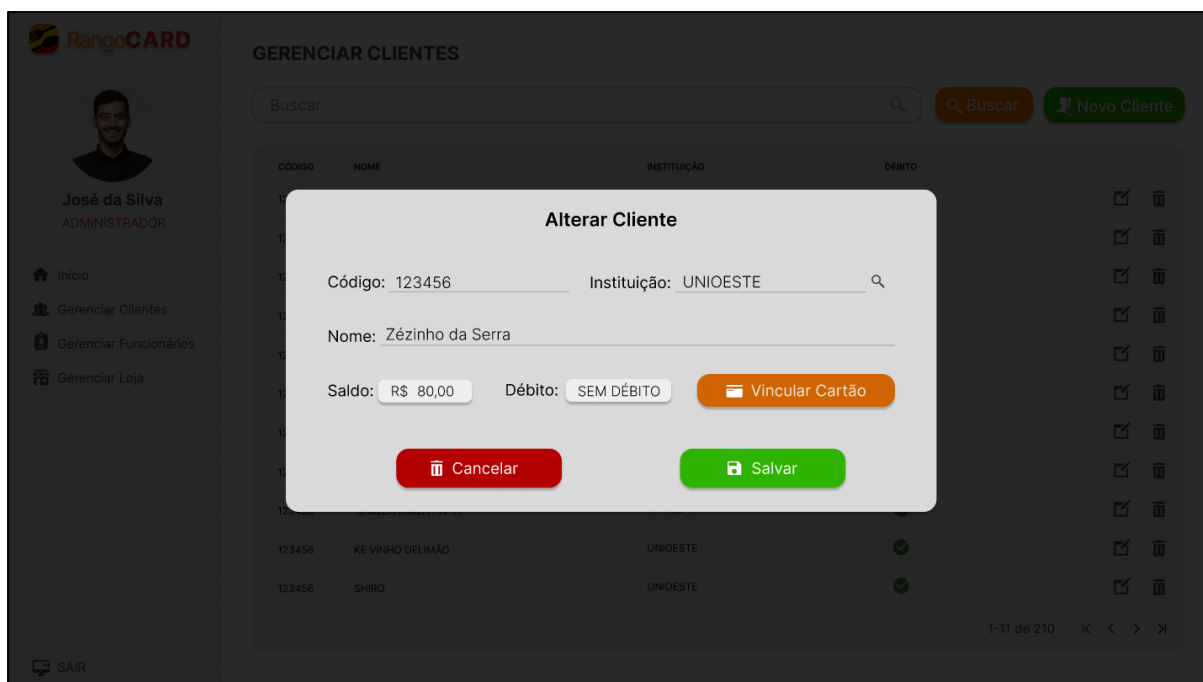 RangoCARD
José da Silva
ADMINISTRADOR
Início
Gerenciar Clientes
Gerenciar Funcionários
Gerenciar Loja
SAIR
GERENCIAR CLIENTES
Buscar
Buscar
Novo Cliente
CÓDIGO NOME INSTITUIÇÃO DÉBITO
Alterar Cliente
Código: 123456 Instituição: UNIOESTE
Nome: Zézinho da Serra
Saldo: R$ 80,00 Débito: SEM DÉBITO Vincular Cartão
Cancelar Salvar
123456 KE VINHO DELIMÃO UNIOESTE
123456 SHIRO UNIOESTE
1-11 de 210